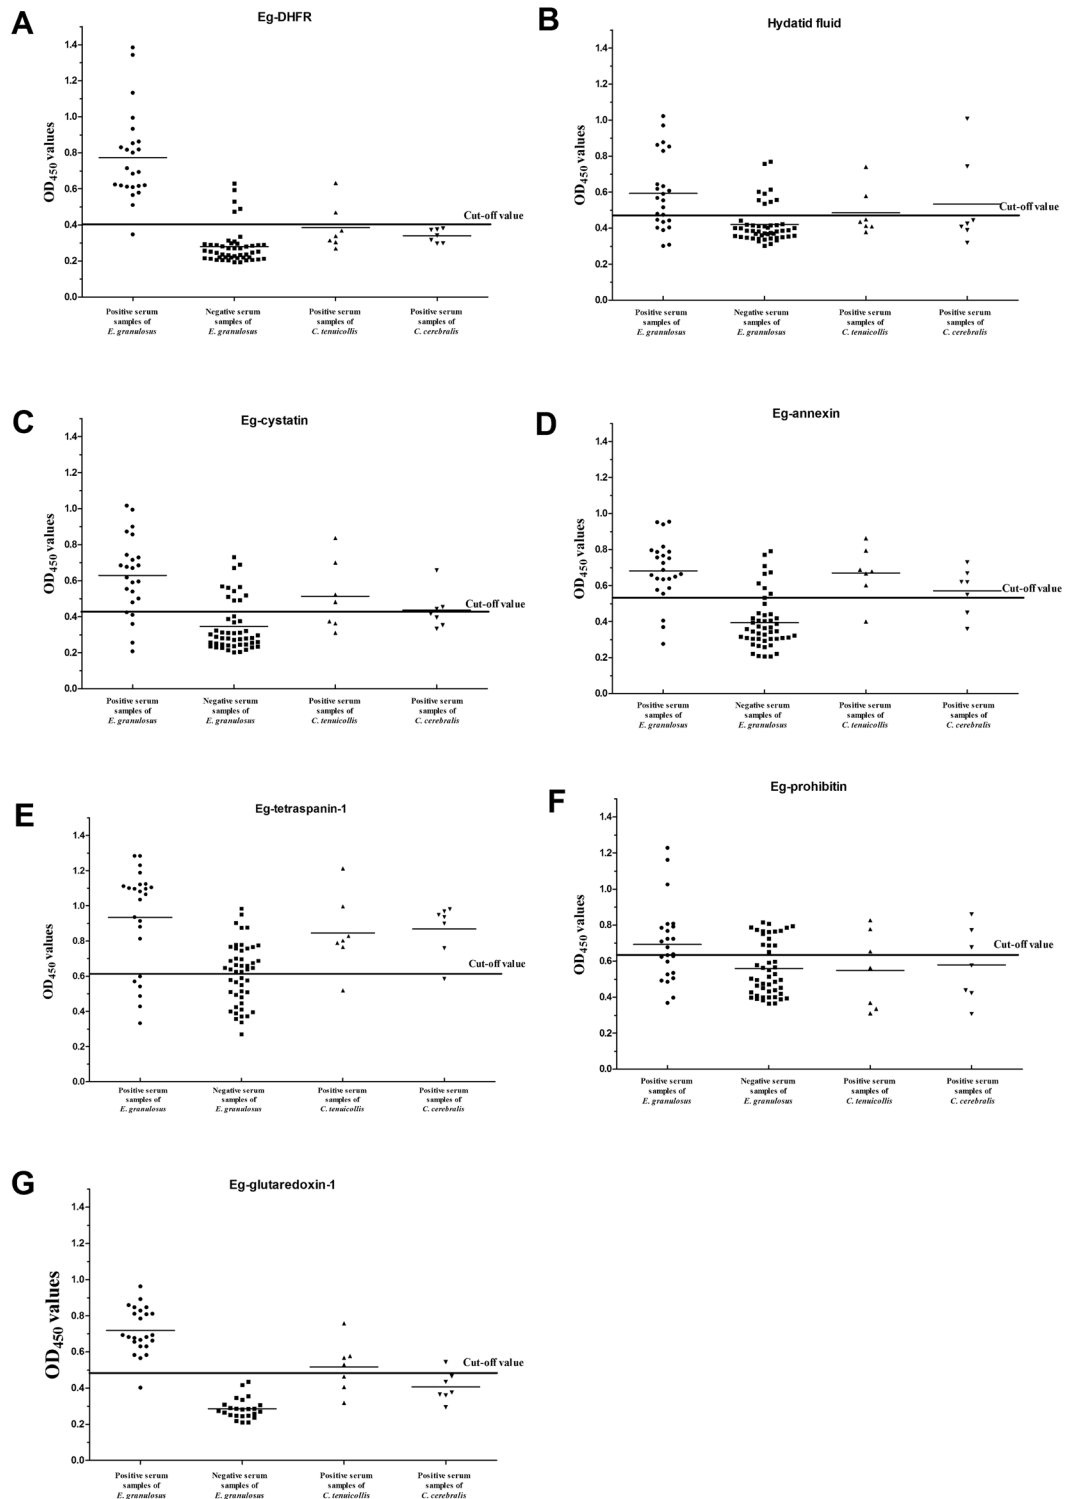 A
Eg-DHFR
OD450 values
1.4
1.2
1.0
0.8
0.6
0.4
0.2
0.0
Cut-off value
Positive serum samples of E. granulosus
Negative serum samples of E. granulosus
Positive serum samples of C. tenuicollis
Positive serum samples of C. cerebralis
B
Hydatid fluid
OD450 values
1.4
1.2
1.0
0.8
0.6
0.4
0.2
0.0
Cut-off value
Positive serum samples of E. granulosus
Negative serum samples of E. granulosus
Positive serum samples of C. tenuicollis
Positive serum samples of C. cerebralis
C
Eg-cystatin
OD450 values
1.4
1.2
1.0
0.8
0.6
0.4
0.2
0.0
Cut-off value
Positive serum samples of E. granulosus
Negative serum samples of E. granulosus
Positive serum samples of C. tenuicollis
Positive serum samples of C. cerebralis
D
Eg-annexin
OD450 values
1.4
1.2
1.0
0.8
0.6
0.4
0.2
0.0
Cut-off value
Positive serum samples of E. granulosus
Negative serum samples of E. granulosus
Positive serum samples of C. tenuicollis
Positive serum samples of C. cerebralis
E
Eg-tetraspanin-1
OD450 values
1.4
1.2
1.0
0.8
0.6
0.4
0.2
0.0
Cut-off value
Positive serum samples of E. granulosus
Negative serum samples of E. granulosus
Positive serum samples of C. tenuicollis
Positive serum samples of C. cerebralis
F
Eg-prohibitin
OD450 values
1.4
1.2
1.0
0.8
0.6
0.4
0.2
0.0
Cut-off value
Positive serum samples of E. granulosus
Negative serum samples of E. granulosus
Positive serum samples of C. tenuicollis
Positive serum samples of C. cerebralis
G
Eg-glutaredoxin-1
OD450 values
1.4
1.2
1.0
0.8
0.6
0.4
0.2
0.0
Cut-off value
Positive serum samples of E. granulosus
Negative serum samples of E. granulosus
Positive serum samples of C. tenuicollis
Positive serum samples of C. cerebralis